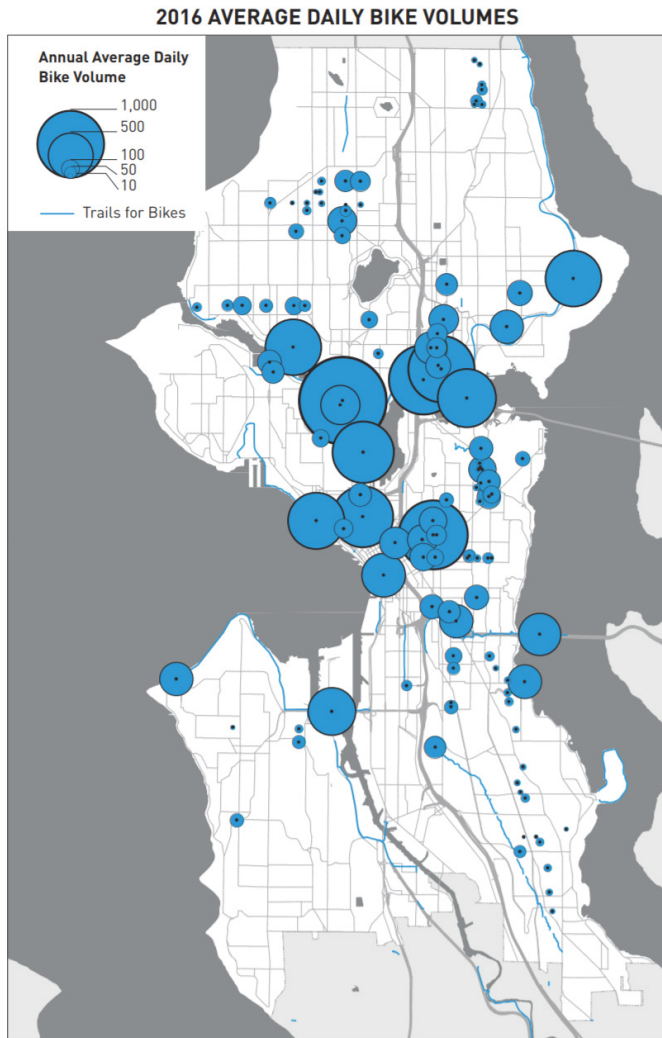 2016 AVERAGE DAILY BIKE VOLUMES
Annual Average Daily
Bike Volume
1,000
500
100
50
10
Trails for Bikes